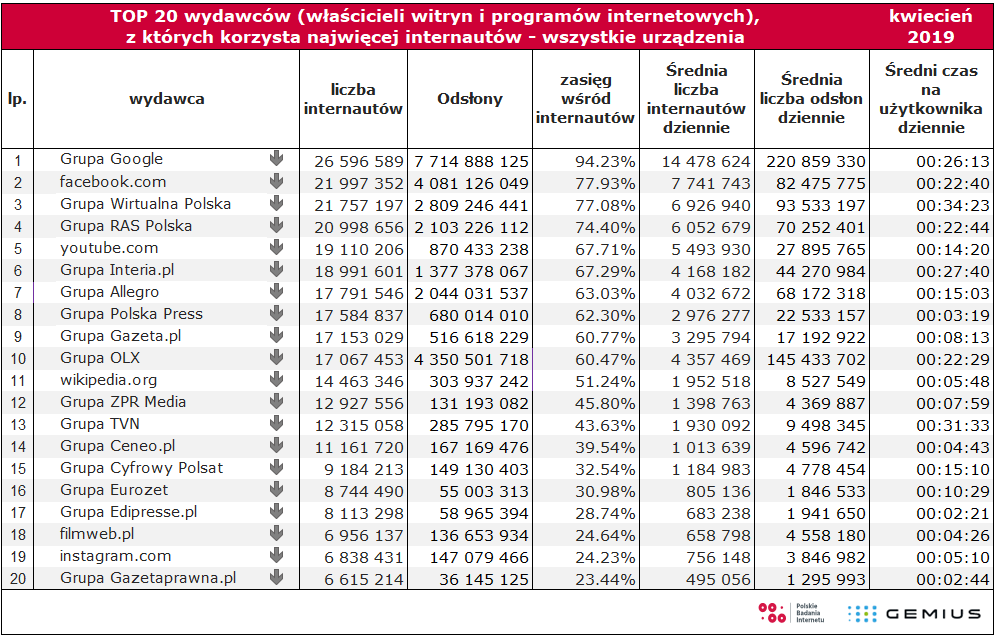 TOP 20 wydawców (właścicieli witryn i programów internetowych), kwiecień
z których korzysta najwięcej internautów - wszystkie urządzenia 2019
lp. wydawca liczba internautów Odsłony zasięg wśród internautów Średnia liczba internautów dziennie Średnia liczba odsłon dziennie Średni czas na użytkownika dziennie
1 Grupa Google 26 596 589 7 714 888 125 94.23% 14 478 624 220 859 330 00:26:13
2 facebook.com 21 997 352 4 081 126 049 77.93% 7 741 743 82 475 775 00:22:40
3 Grupa Wirtualna Polska 21 757 197 2 809 246 441 77.08% 6 926 940 93 533 197 00:34:23
4 Grupa RAS Polska 20 998 656 2 103 226 112 74.40% 6 052 679 70 252 401 00:22:44
5 youtube.com 19 110 206 870 433 238 67.71% 5 493 930 27 895 765 00:14:20
6 Grupa Interia.pl 18 991 601 1 377 378 067 67.29% 4 168 182 44 270 984 00:27:40
7 Grupa Allegro 17 791 546 2 044 031 537 63.03% 4 032 672 68 172 318 00:15:03
8 Grupa Polska Press 17 584 837 680 014 010 62.30% 2 976 277 22 533 157 00:03:19
9 Grupa Gazeta.pl 17 153 029 516 618 229 60.77% 3 295 794 17 192 922 00:08:13
10 Grupa OLX 17 067 453 4 350 501 718 60.47% 4 357 469 145 433 702 00:22:29
11 wikipedia.org 14 463 346 303 937 242 51.24% 1 952 518 8 527 549 00:05:48
12 Grupa ZPR Media 12 927 556 131 193 082 45.80% 1 398 763 4 369 887 00:07:59
13 Grupa TVN 12 315 058 285 795 170 43.63% 1 930 092 9 498 345 00:31:33
14 Grupa Ceneo.pl 11 161 720 167 169 476 39.54% 1 013 639 4 596 742 00:04:43
15 Grupa Cyfrowy Polsat 9 184 213 149 130 403 32.54% 1 184 983 4 778 454 00:15:10
16 Grupa Eurozet 8 744 490 55 003 313 30.98% 805 136 1 846 533 00:10:29
17 Grupa Edipresse.pl 8 113 298 58 965 394 28.74% 683 238 1 941 650 00:02:21
18 filmweb.pl 6 956 137 136 653 934 24.64% 658 798 4 558 180 00:04:26
19 instagram.com 6 838 431 147 079 466 24.23% 756 148 3 846 982 00:05:10
20 Grupa Gazetaprawna.pl 6 615 214 36 145 125 23.44% 495 056 1 295 993 00:02:44
Polskie
Badania
Internetu
GEMIUS